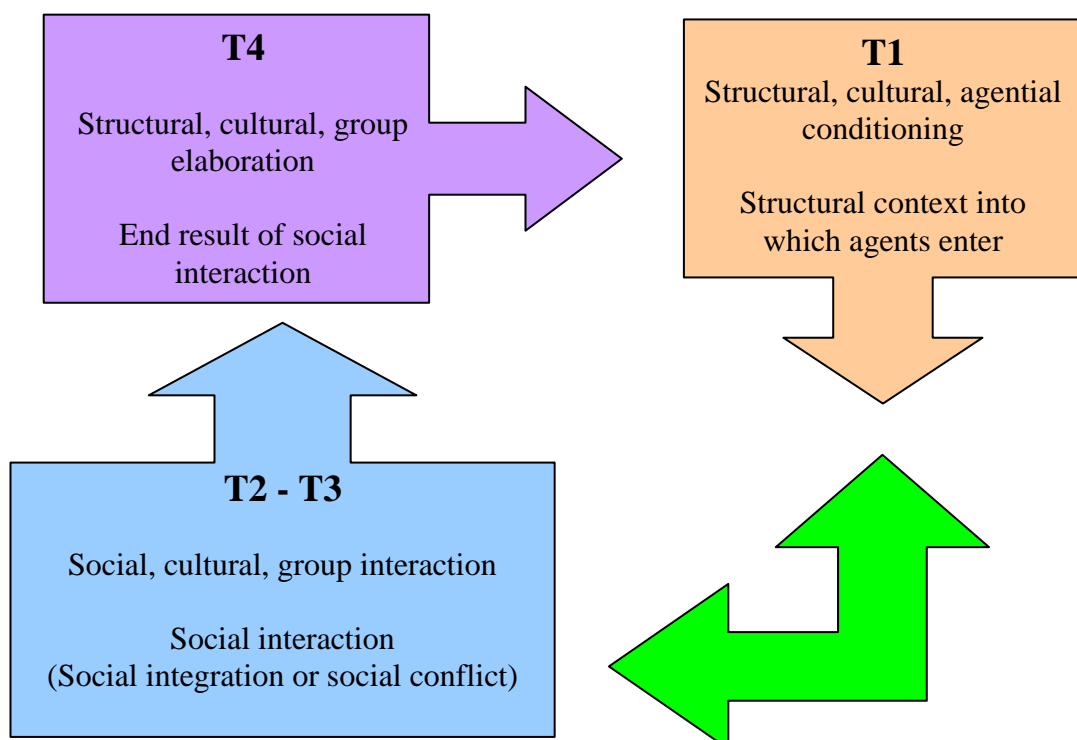 T4
Structural, cultural, group
elaboration
End result of social
interaction
T1
Structural, cultural, agential
conditioning
Structural context into
which agents enter
T2 - T3
Social, cultural, group interaction
Social interaction
(Social integration or social conflict)